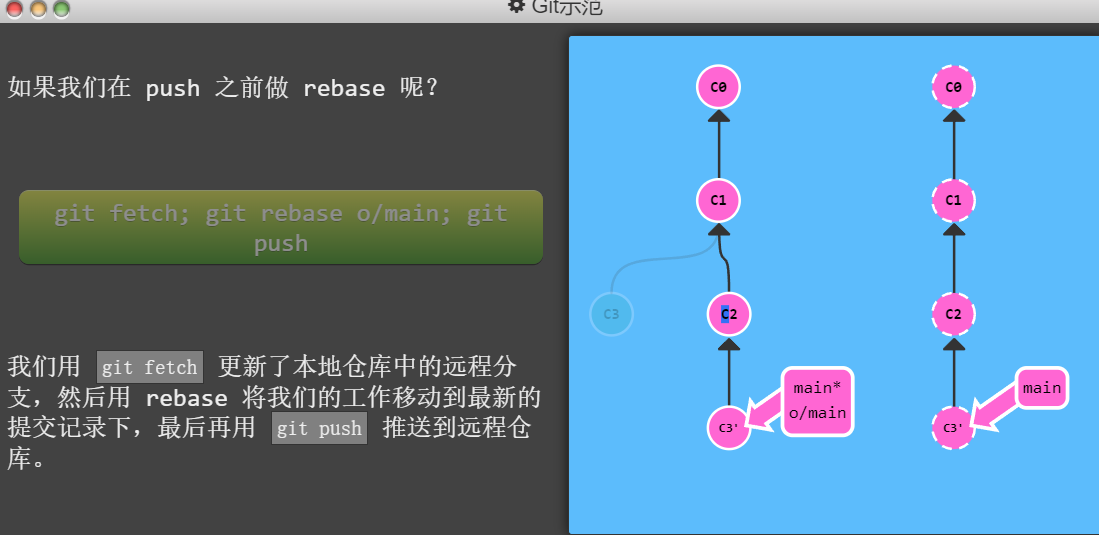 Git示范
如果我们在 push 之前做 rebase 呢？
git fetch; git rebase o/main; git
push
我们用 git fetch 更新了本地仓库中的远程分
支，然后用 rebase 将我们的工作移动到最新的
提交记录下，最后再用 git push 推送到远程仓
库。
C0
C1
C3
C2
C3'
main*
o/main
C0
C1
C2
C3'
main